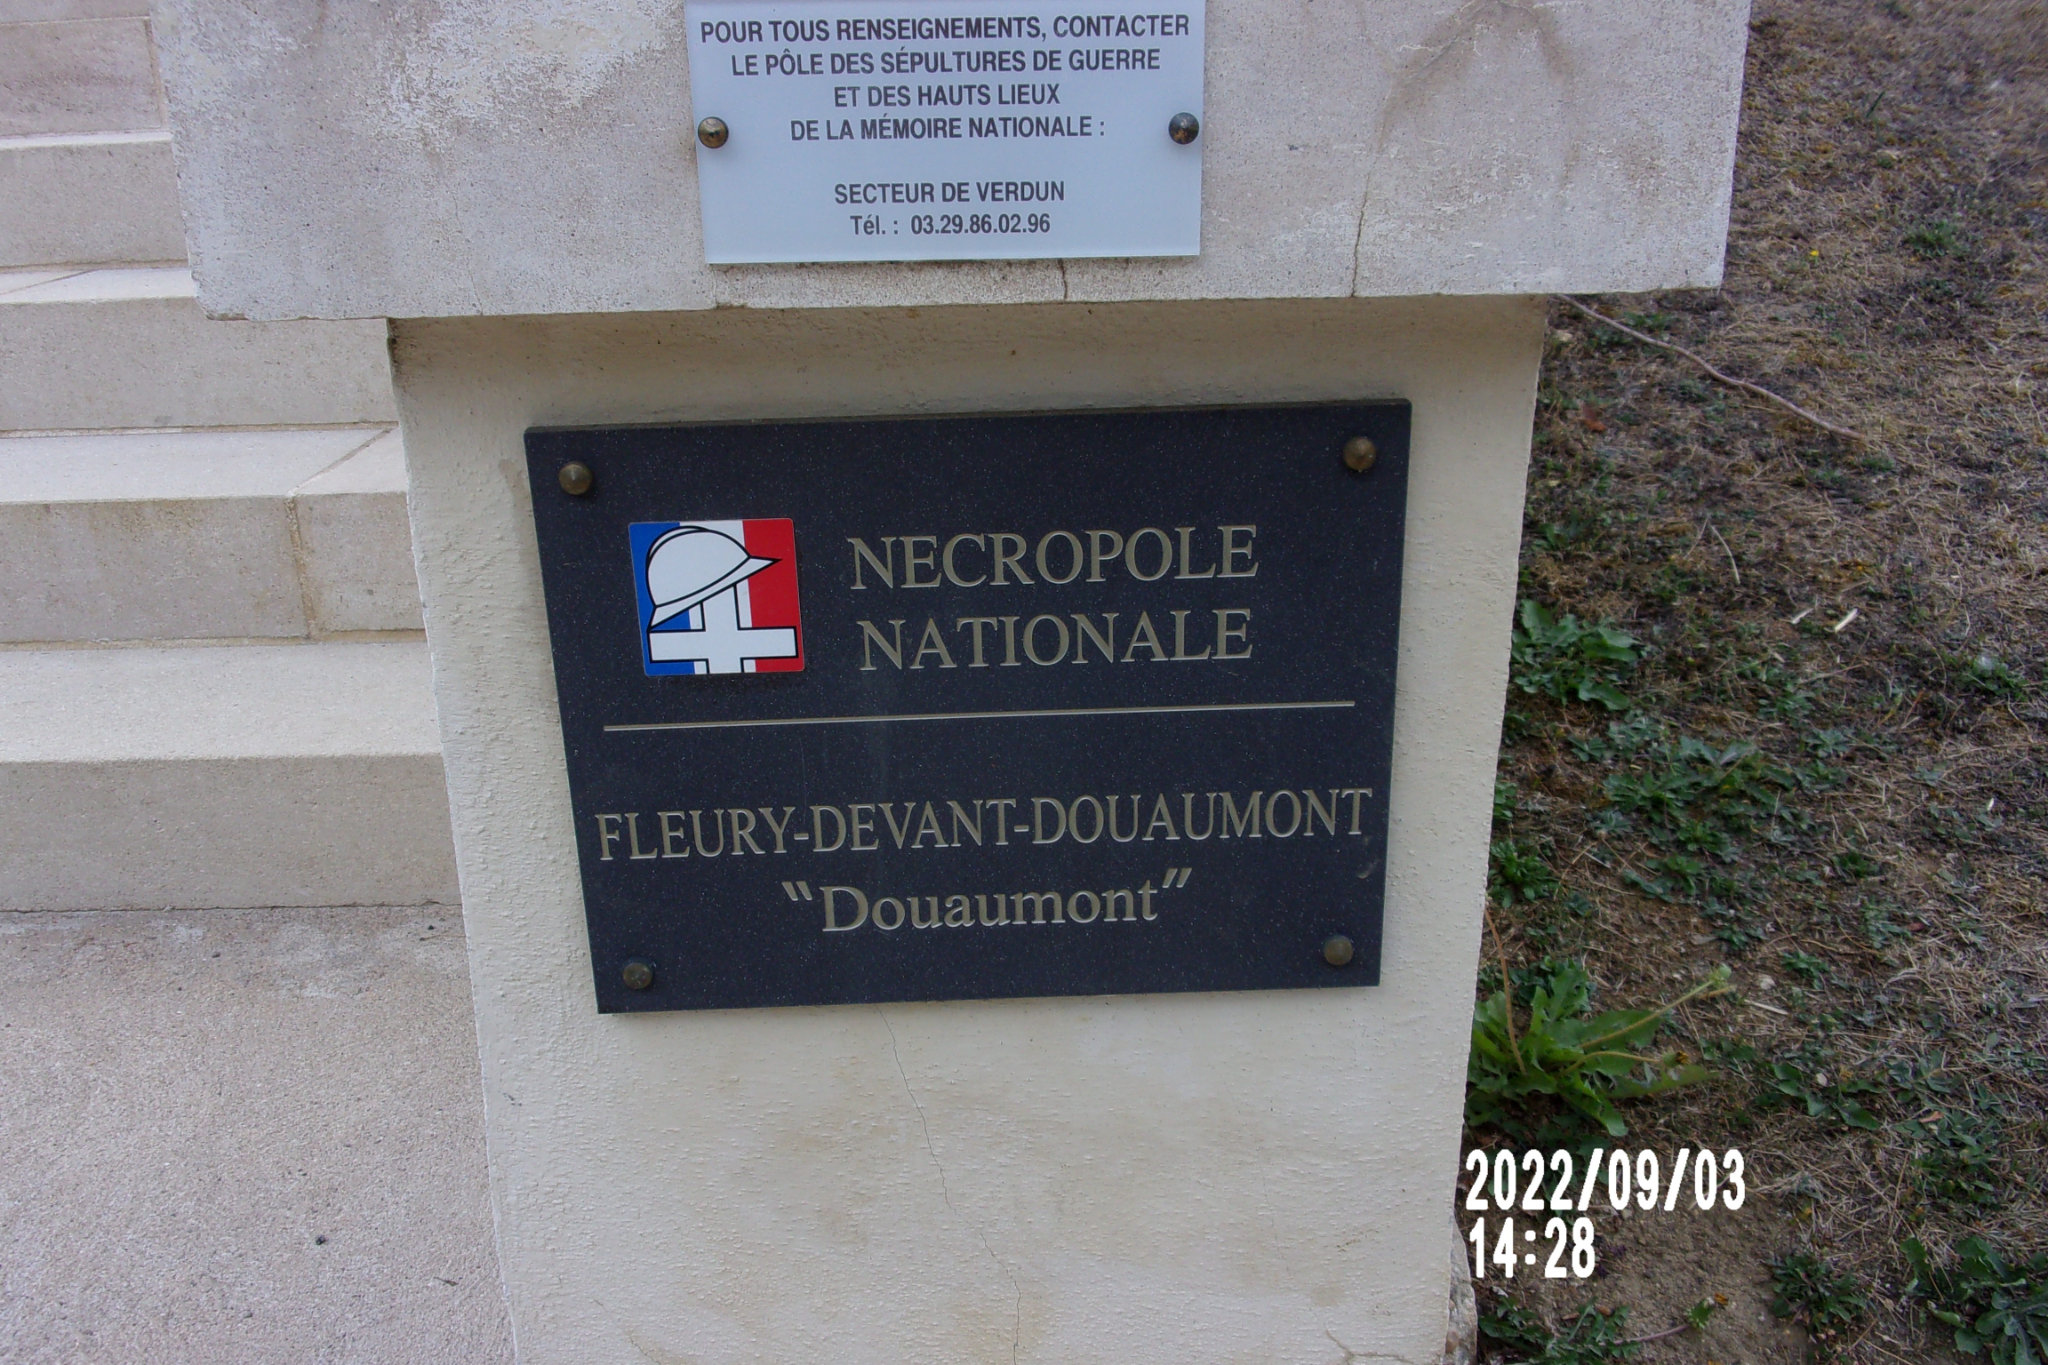 POUR TOUS RENSEIGNEMENTS, CONTACTER
LE PÔLE DES SÉPULTURES DE GUERRE
ET DES HAUTS LIEUX
DE LA MÉMOIRE NATIONALE :
SECTEUR DE VERDUN
Tél. : 03.29.86.02.96
NECROPOLE
NATIONALE
FLEURY-DEVANT-DOUAUMONT
"Douaumont"
2022/09/03
14:28